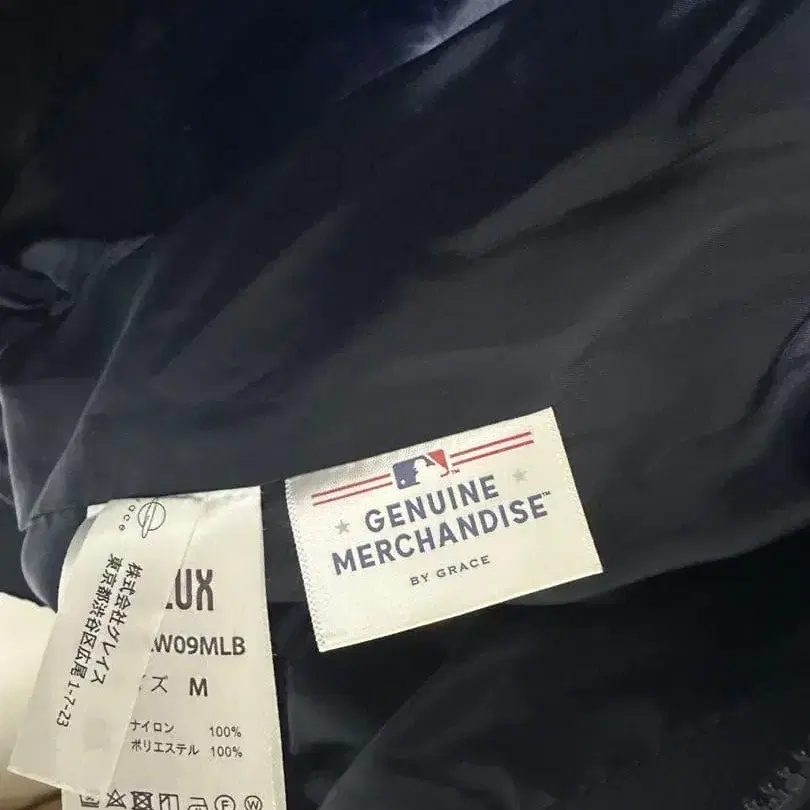 GENUINE
MERCHANDISE™
BY GRACE
株式会社グレイス
東京都渋谷区広尾 1-7-23
UX
W09MLB
ズ M
ナイロン 100%
ポリエステル 100%
F W